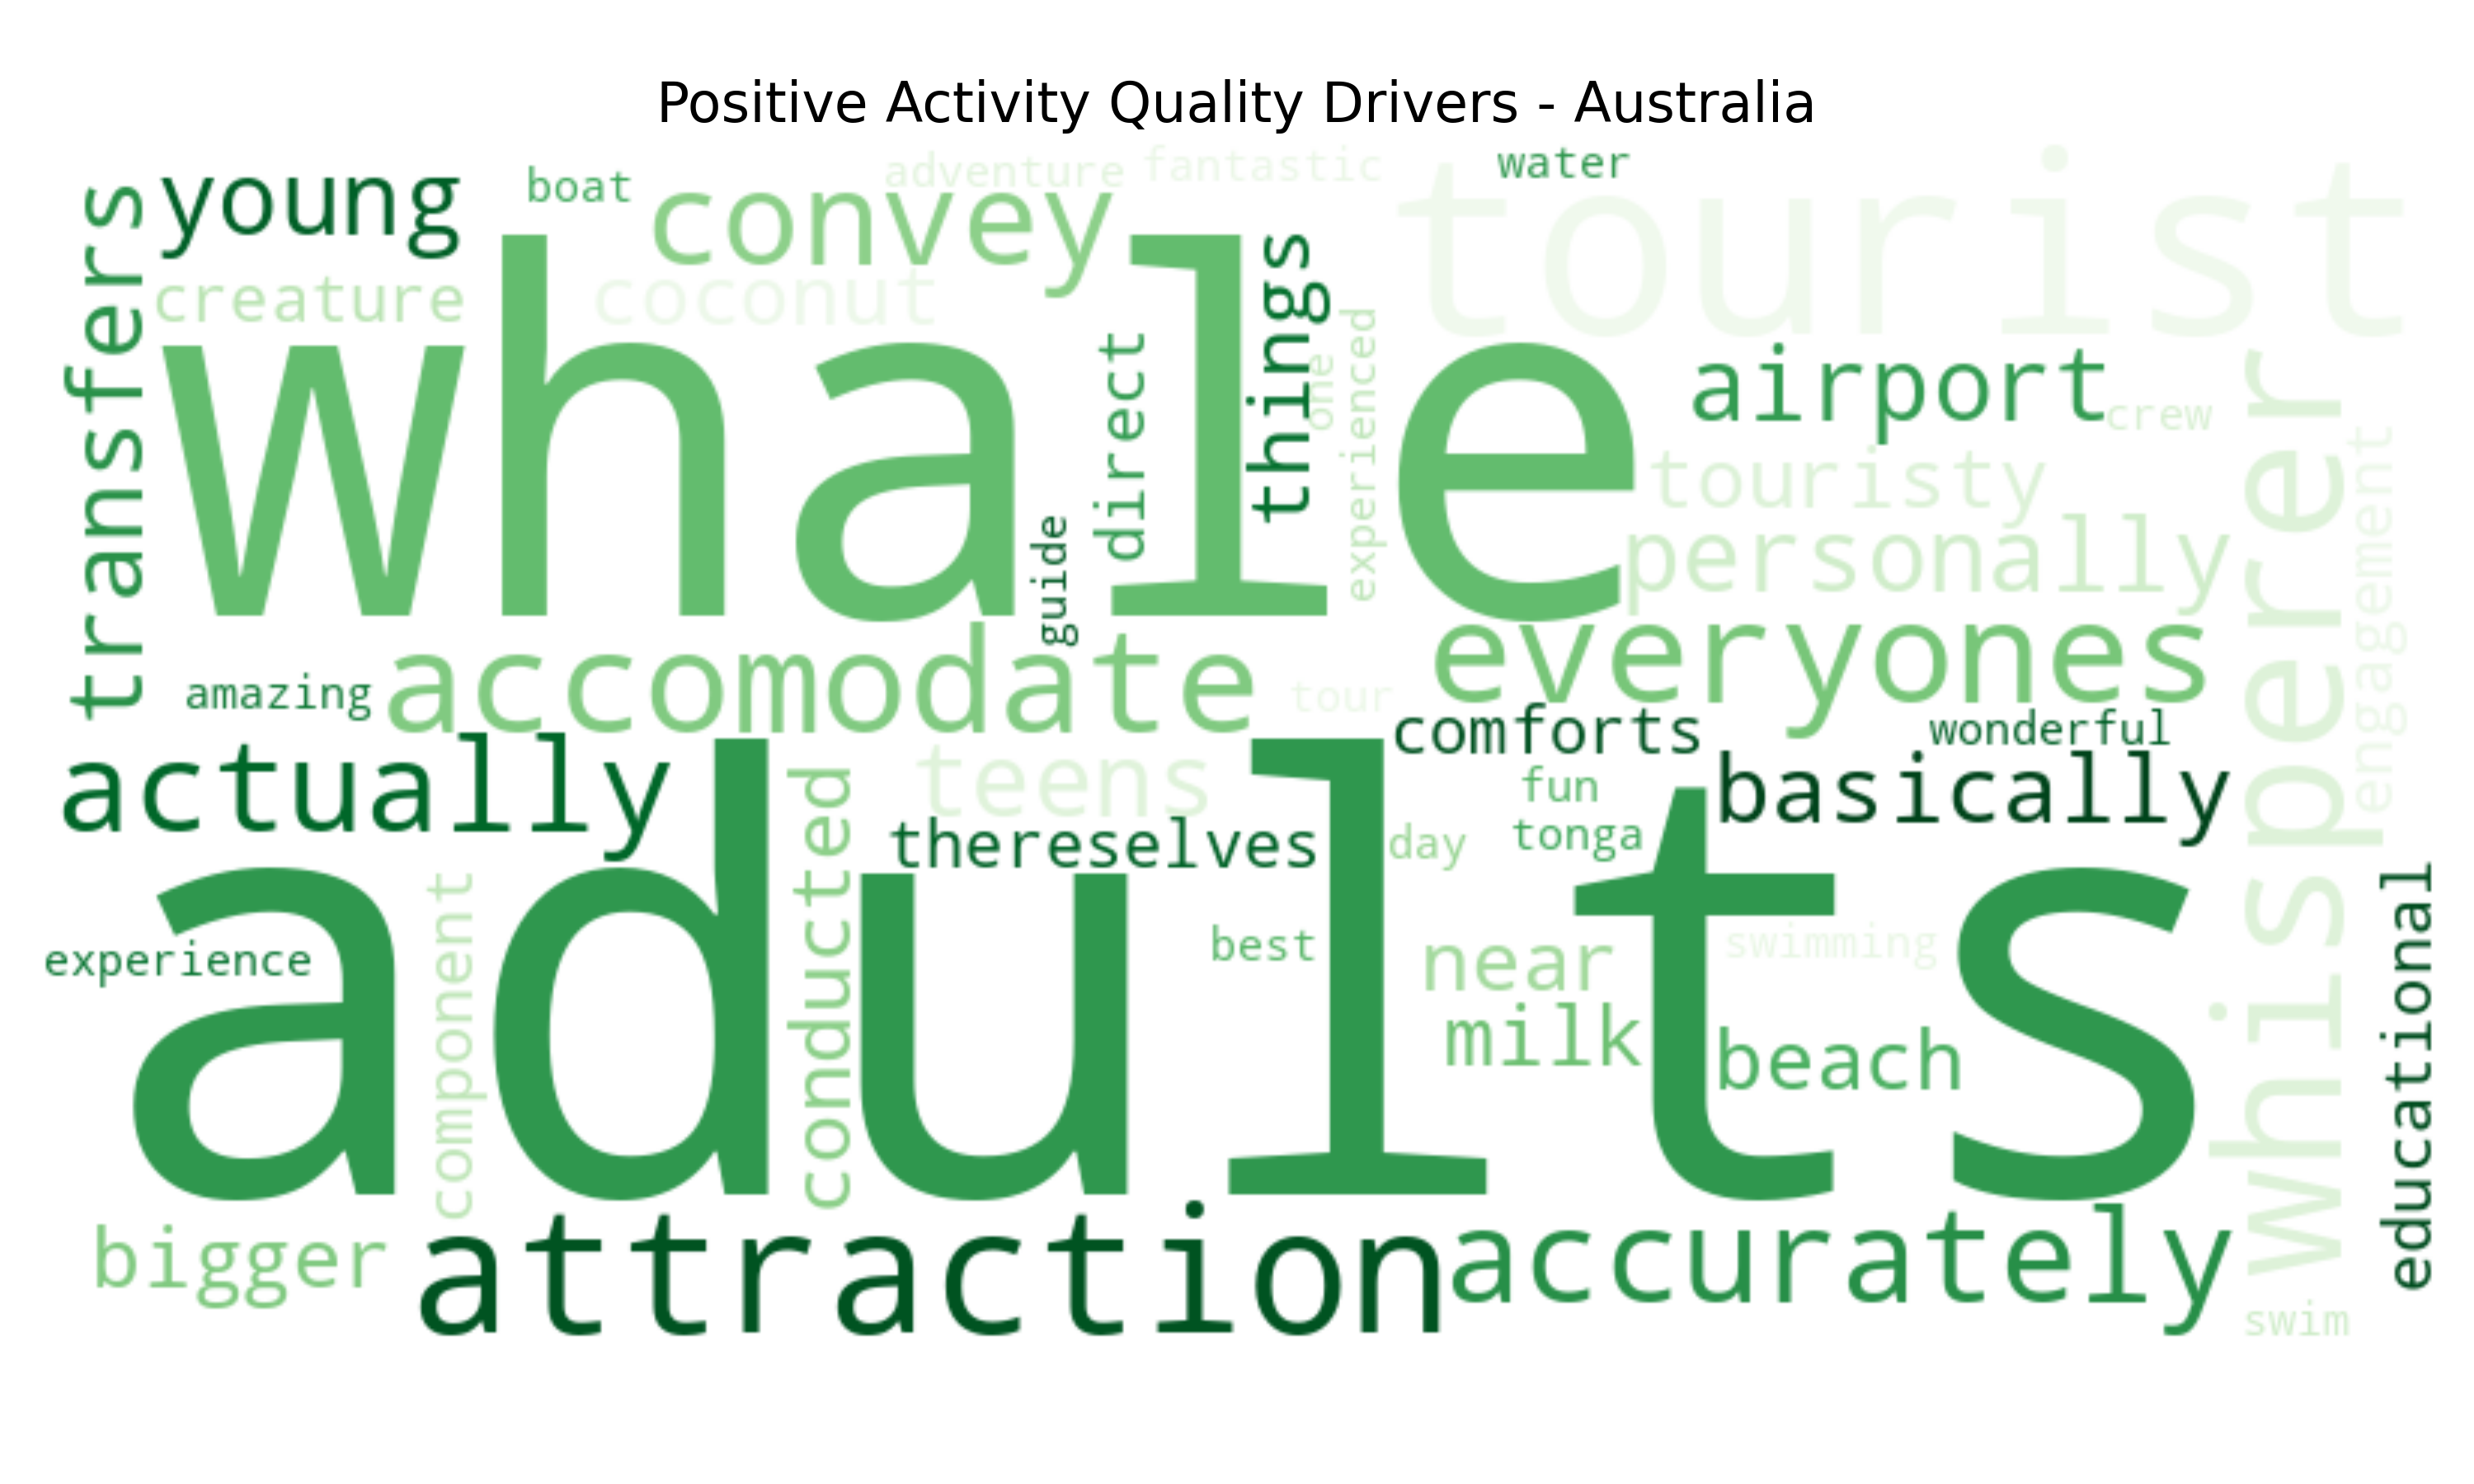 Positive Activity Quality Drivers - Australia
young
boat
convey
adventure
fantastic
water
tourist
transfers
creature
coconut
things
whale
direct
one
experienced
airport
crew
touristy
personally
guide
whisperer
engagement
accomodate
everyones
amazing
tour
comforts
wonderful
actually
teens
fun
basically
thereselves
day
tonga
conducted
adults
component
experience
best
near
swimming
milk
beach
educational
bigger
attraction
accurately
swim